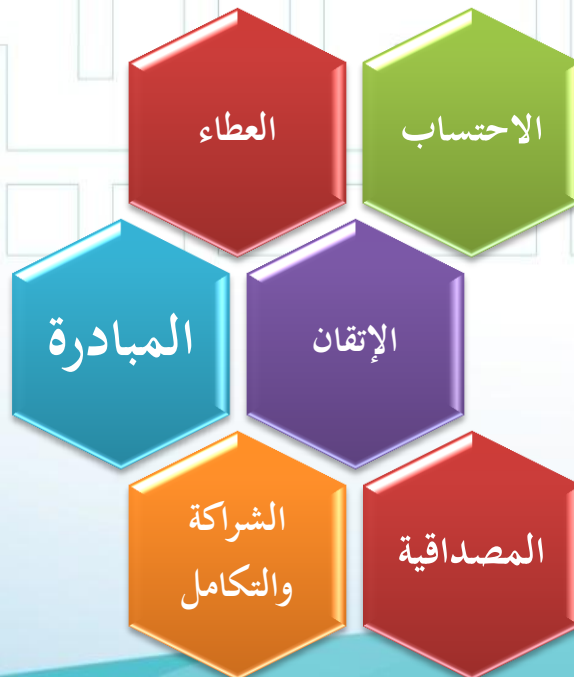 الاحتساب
العطاء
الإتقان
المبادرة
المصداقية
الشراكة
والتكامل